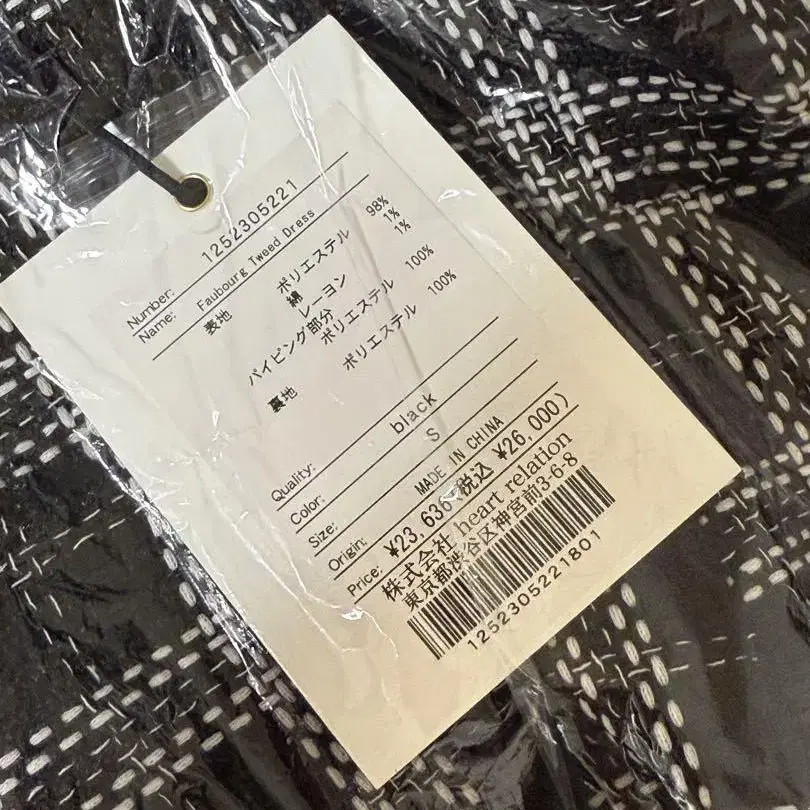 Number: 1252305221
Name: Faubourg Tweed Dress
表地 ポリエステル 98%
綿 1%
レーヨン 1%
パイピング部分
ポリエステル 100%
裏地 ポリエステル 100%
Quality:
Color: black
Size: S
Origin: MADE IN CHINA
Price: ¥23,636 税込 ¥26,000)
株式会社 heart relation
東京都渋谷区神宮前3-6-8
1252305221801